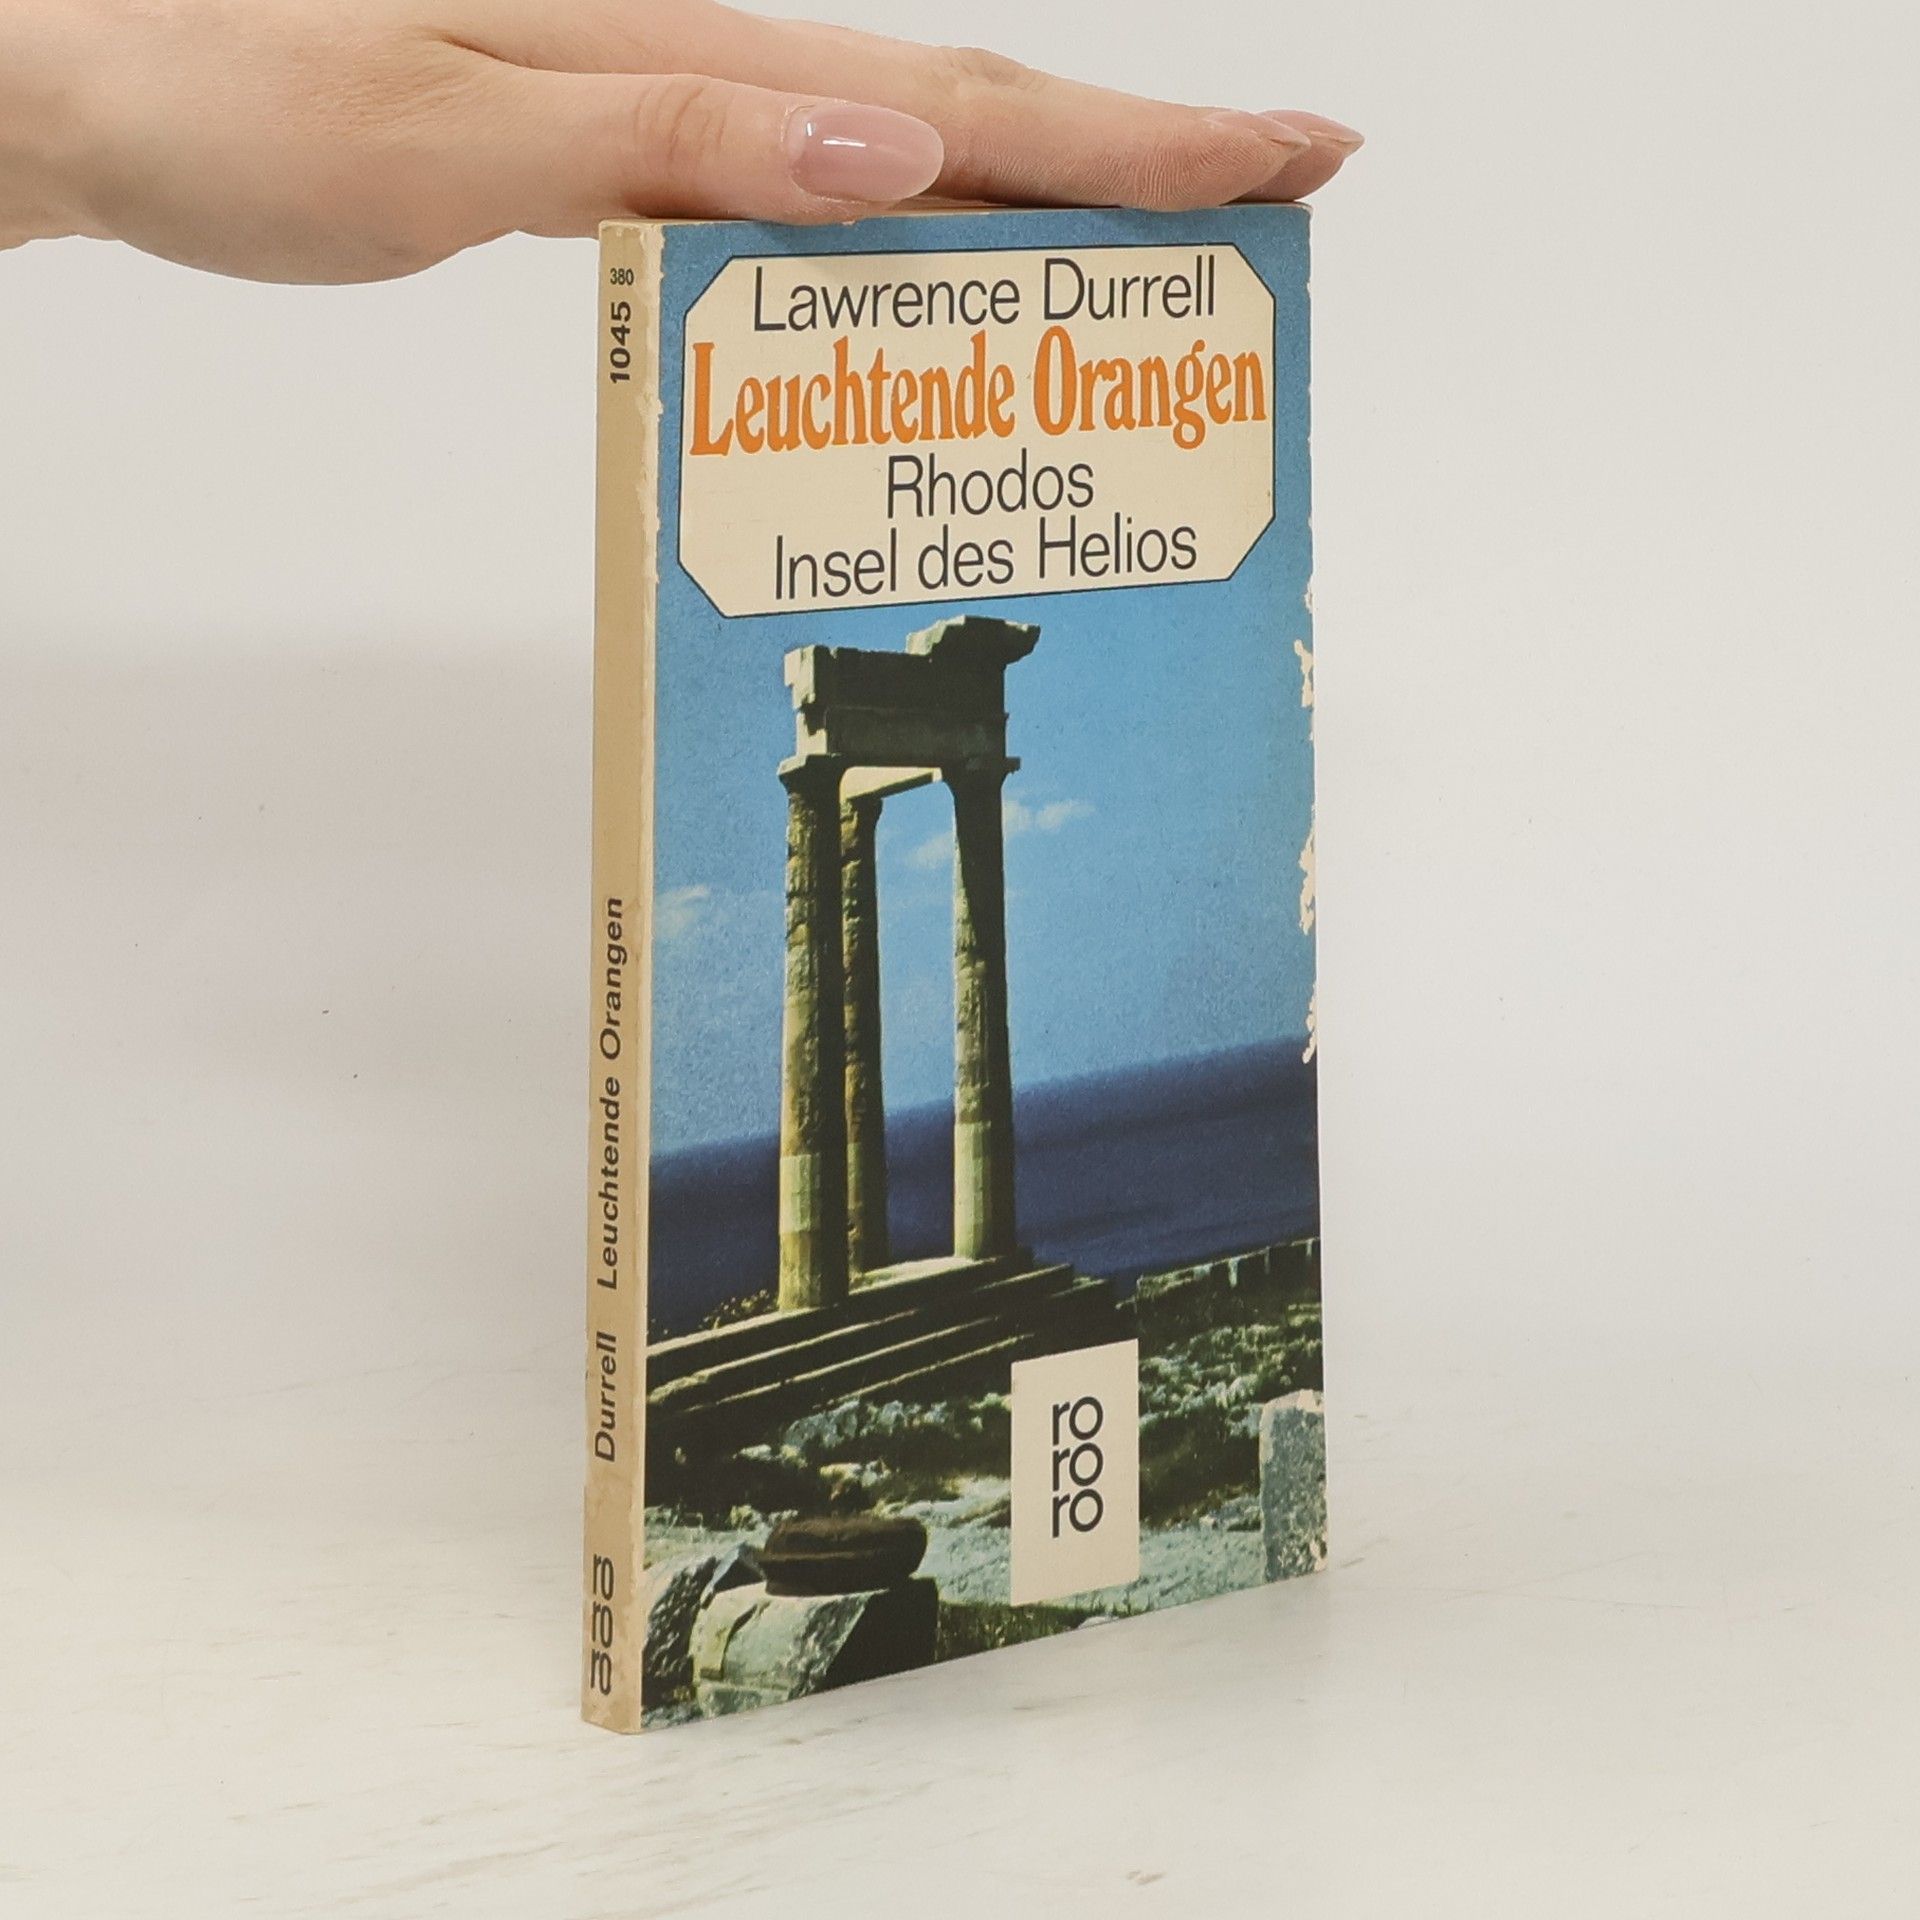 Lawrence Durrell
Leuchtende Orangen
Rhodos
Insel des Helios
ro
ro
ro
380
1045
Durrell Leuchtende Orangen
ro
ro
ro